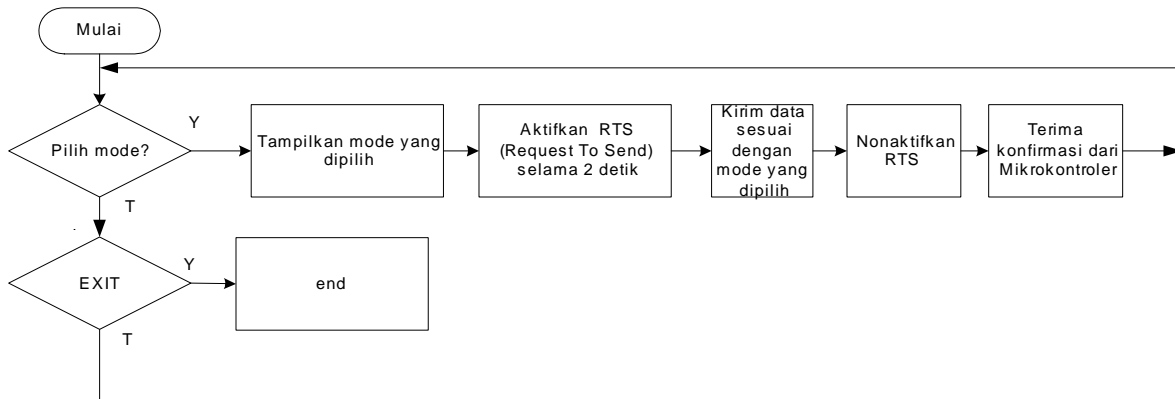 Mulai
Pilih mode?
Y
T
Tampilkan mode yang
dipilih
Aktifkan RTS
(Request To Send)
selama 2 detik
Kirim data
sesuai
dengan
mode yang
dipilih
Nonaktifkan
RTS
Terima
konfirmasi dari
Mikrokontroler
EXIT
Y
T
end